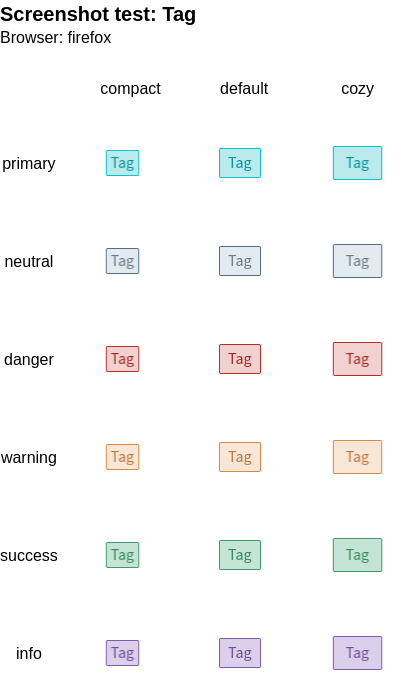 Screenshot test: Tag
Browser: firefox
compact default cozy
primary Tag Tag Tag
neutral Tag Tag Tag
danger Tag Tag Tag
warning Tag Tag Tag
success Tag Tag Tag
info Tag Tag Tag